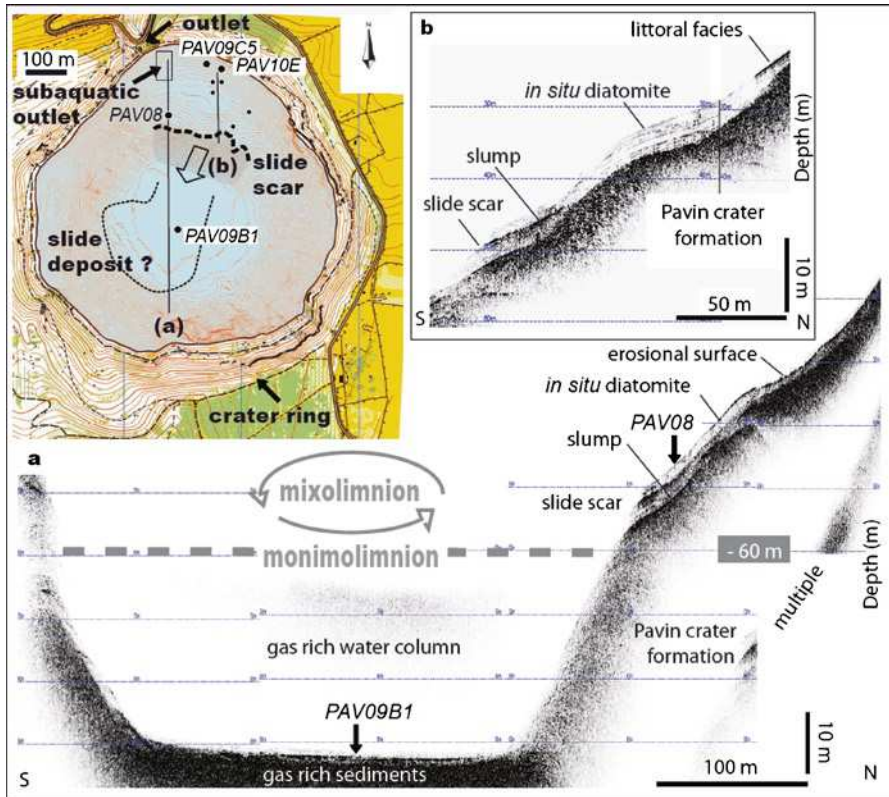 outlet
N
100 m
PAV09C5
PAV10E
subaquatic
outlet
PAV08
(b)
slide
scar
slide
deposit ?
PAV09B1
(a)
crater ring
b
littoral facies
in situ diatomite
slump
slide scar
Depth (m)
Pavin crater
formation
10 m
50 m
S
N
a
erosional surface
in situ diatomite
PAV08
slump
slide scar
mixolimnion
monimolimnion
- 60 m
Depth (m)
multiple
gas rich water column
Pavin crater
formation
PAV09B1
10 m
gas rich sediments
100 m
S
N